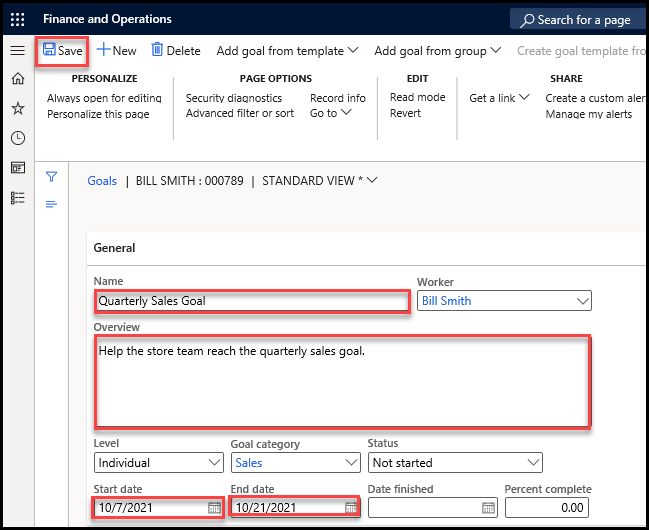 Finance and Operations
Search for a page
Save
New
Delete
Add goal from template
Add goal from group
Create goal template fro
PERSONALIZE
Always open for editing
Personalize this page
PAGE OPTIONS
Security diagnostics
Advanced filter or sort
Record info
Go to
EDIT
Read mode
Revert
SHARE
Get a link
Create a custom aler
Manage my alerts
Goals | BILL SMITH : 000789 | STANDARD VIEW *
General
Name
Quarterly Sales Goal
Worker
Bill Smith
Overview
Help the store team reach the quarterly sales goal.
Level
Individual
Goal category
Sales
Status
Not started
Start date
10/7/2021
End date
10/21/2021
Date finished
Percent complete
0.00